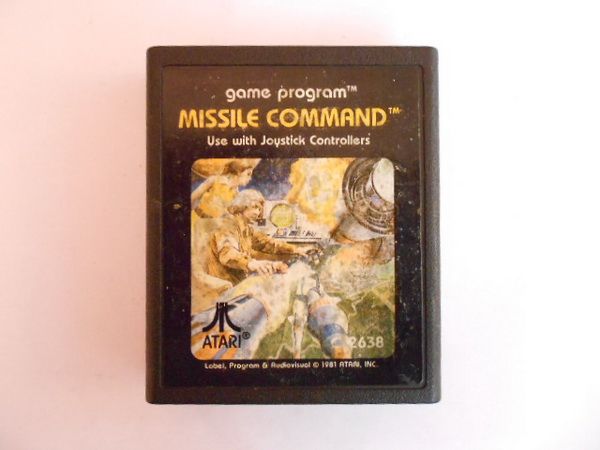 game program™
MISSILE COMMAND™
Use with Joystick Controllers
ATARI®
C 2638
Label, Program & Audiovisual © 1981 ATARI, INC.